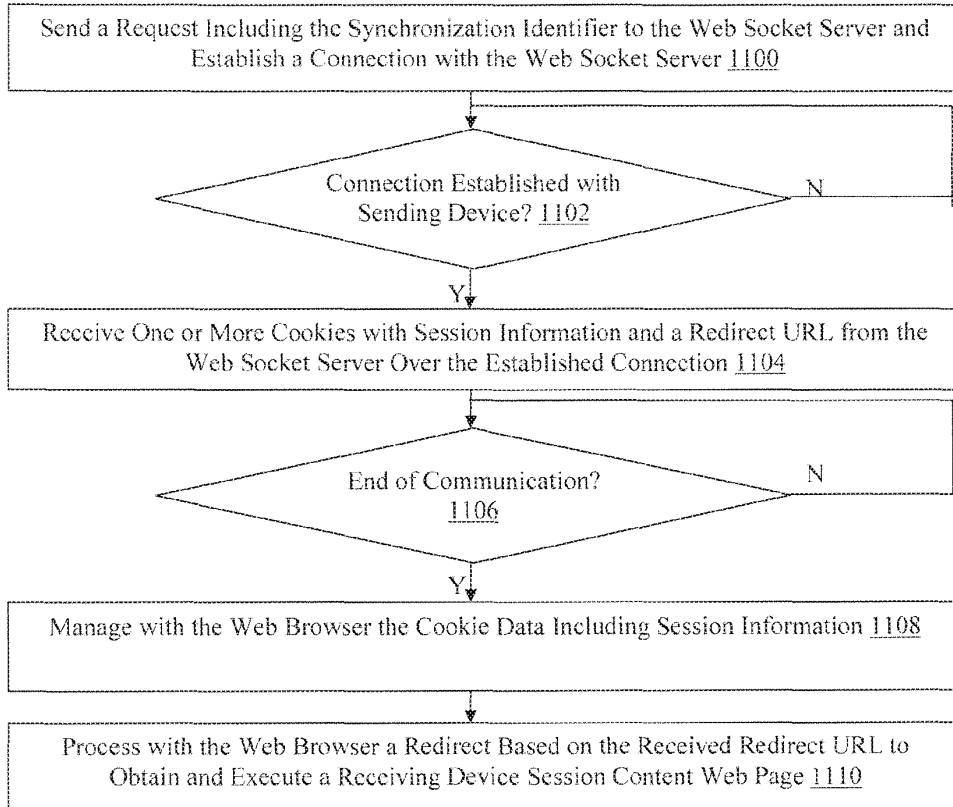 Send a Request Including the Synchronization Identifier to the Web Socket Server and
Establish a Connection with the Web Socket Server 1100
Connection Established with
Sending Device? 1102
N
Y
Receive One or More Cookies with Session Information and a Redirect URL from the
Web Socket Server Over the Established Connection 1104
End of Communication?
1106
N
Y
Manage with the Web Browser the Cookie Data Including Session Information 1108
Process with the Web Browser a Redirect Based on the Received Redirect URL to
Obtain and Execute a Receiving Device Session Content Web Page 1110